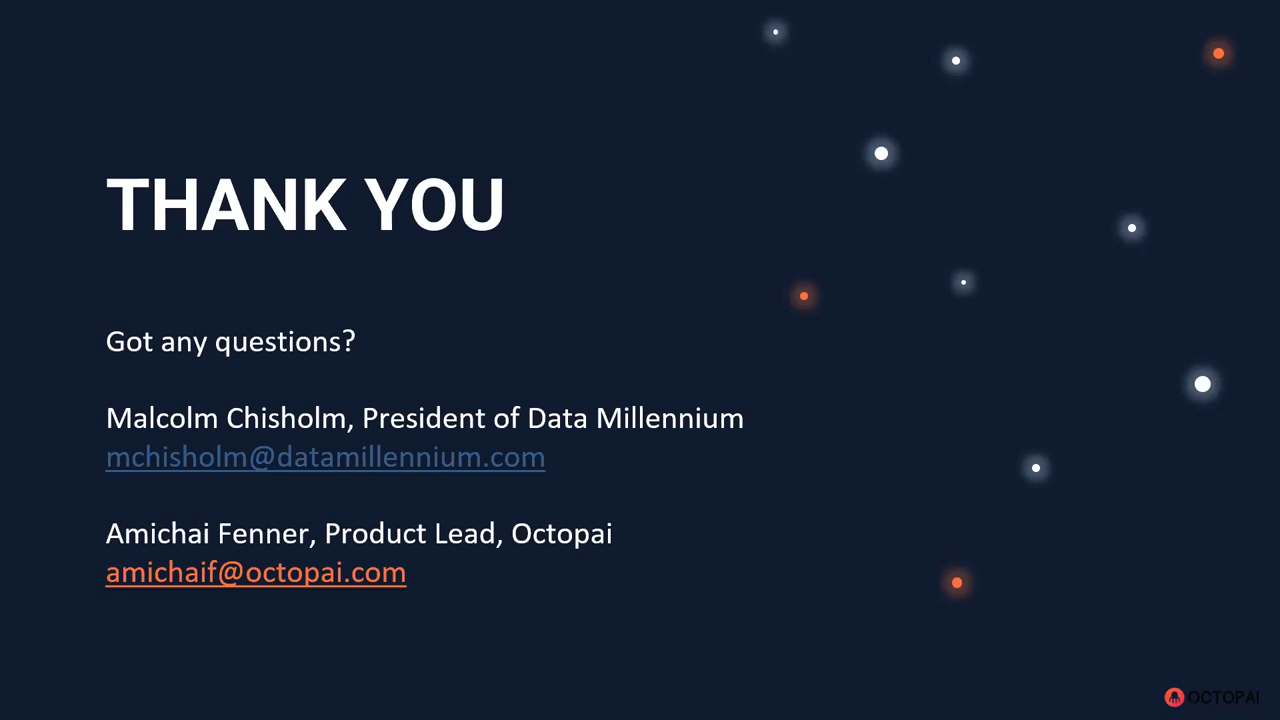 THANK YOU
Got any questions?
Malcolm Chisholm, President of Data Millennium
mchisholm@datamillennium.com
Amichai Fenner, Product Lead, Octopai
amichaif@octopai.com
OCTOPAI